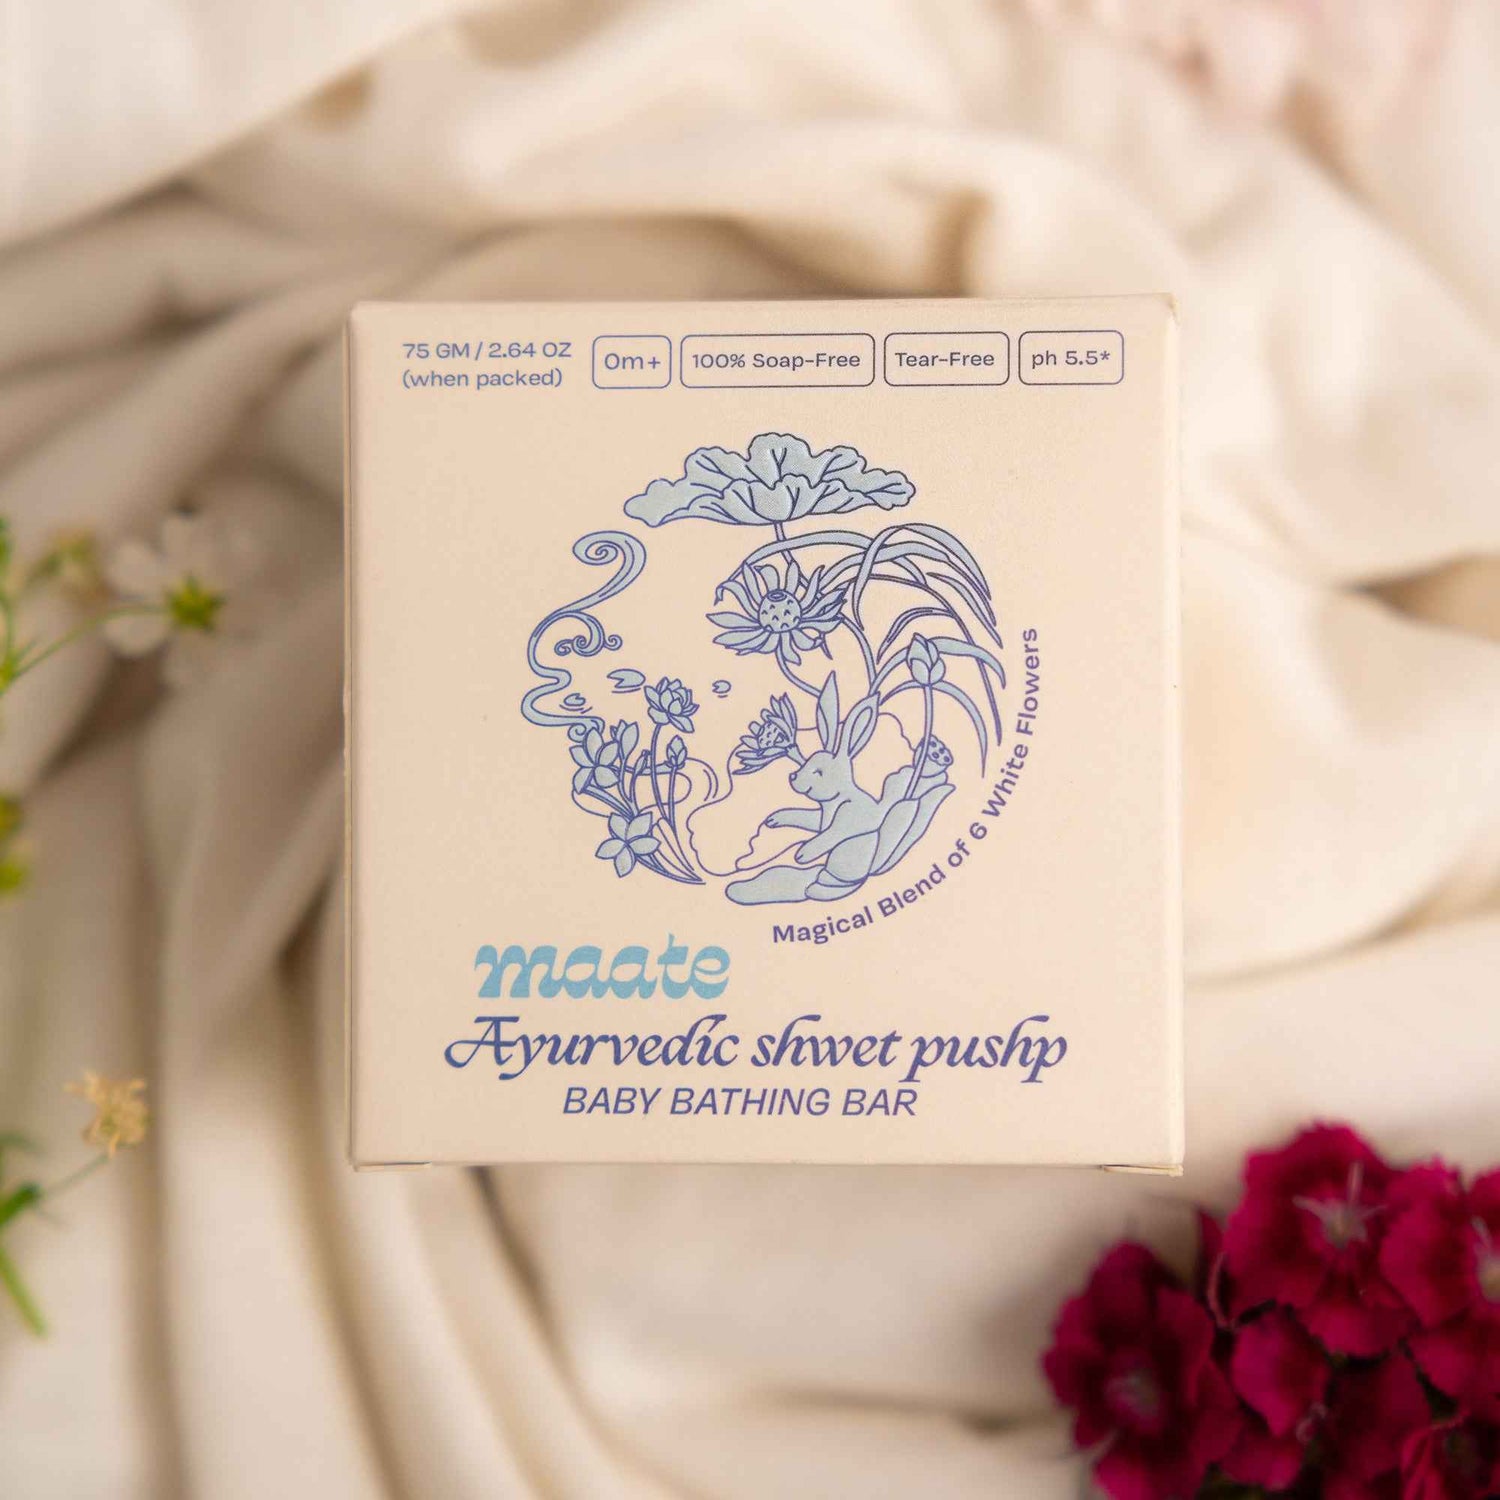 75 GM / 2.64 OZ
(when packed)
0m+
100% Soap-Free
Tear-Free
ph 5.5*
Magical Blend of 6 White Flowers
maate
Ayurvedic shwet pushp
BABY BATHING BAR